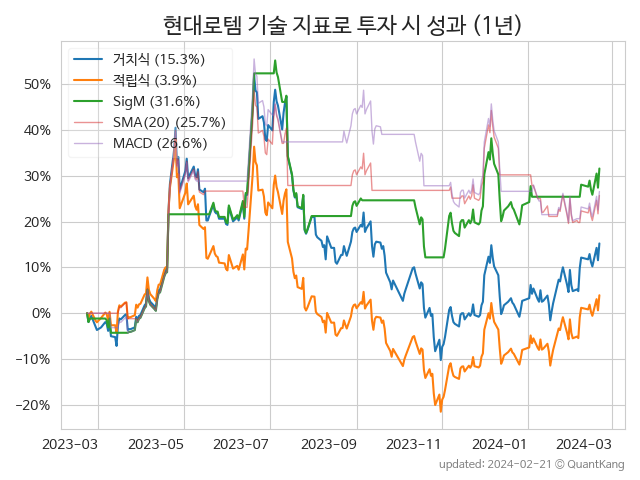 현대로템 기술 지표로 투자 시 성과 (1년)
거치식 (15.3%)
적립식 (3.9%)
SigM (31.6%)
SMA(20) (25.7%)
MACD (26.6%)
50%
40%
30%
20%
10%
0%
−10%
−20%
2023−03
2023−05
2023−07
2023−09
2023−11
2024−01
2024−03
updated: 2024−02−21 © QuantKang